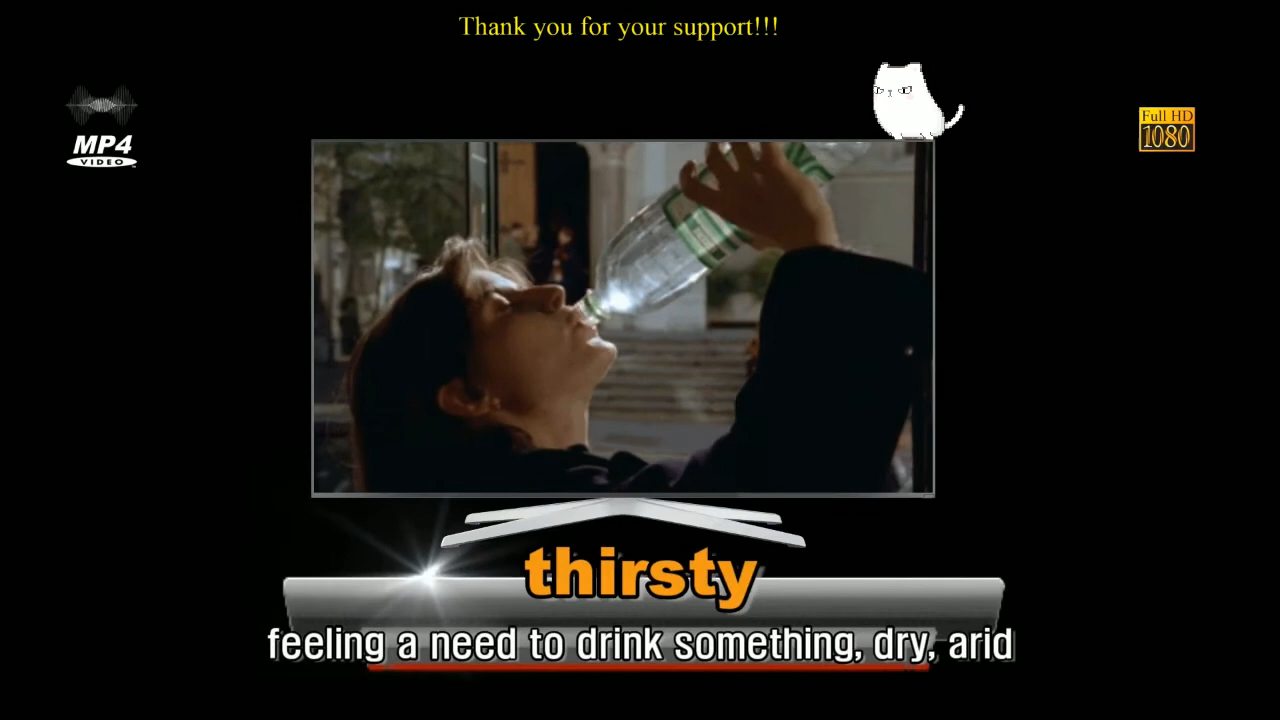 Thank you for your support!!!
MP4
VIDEO
Full HD
1080
thirsty
feeling a need to drink something, dry, arid